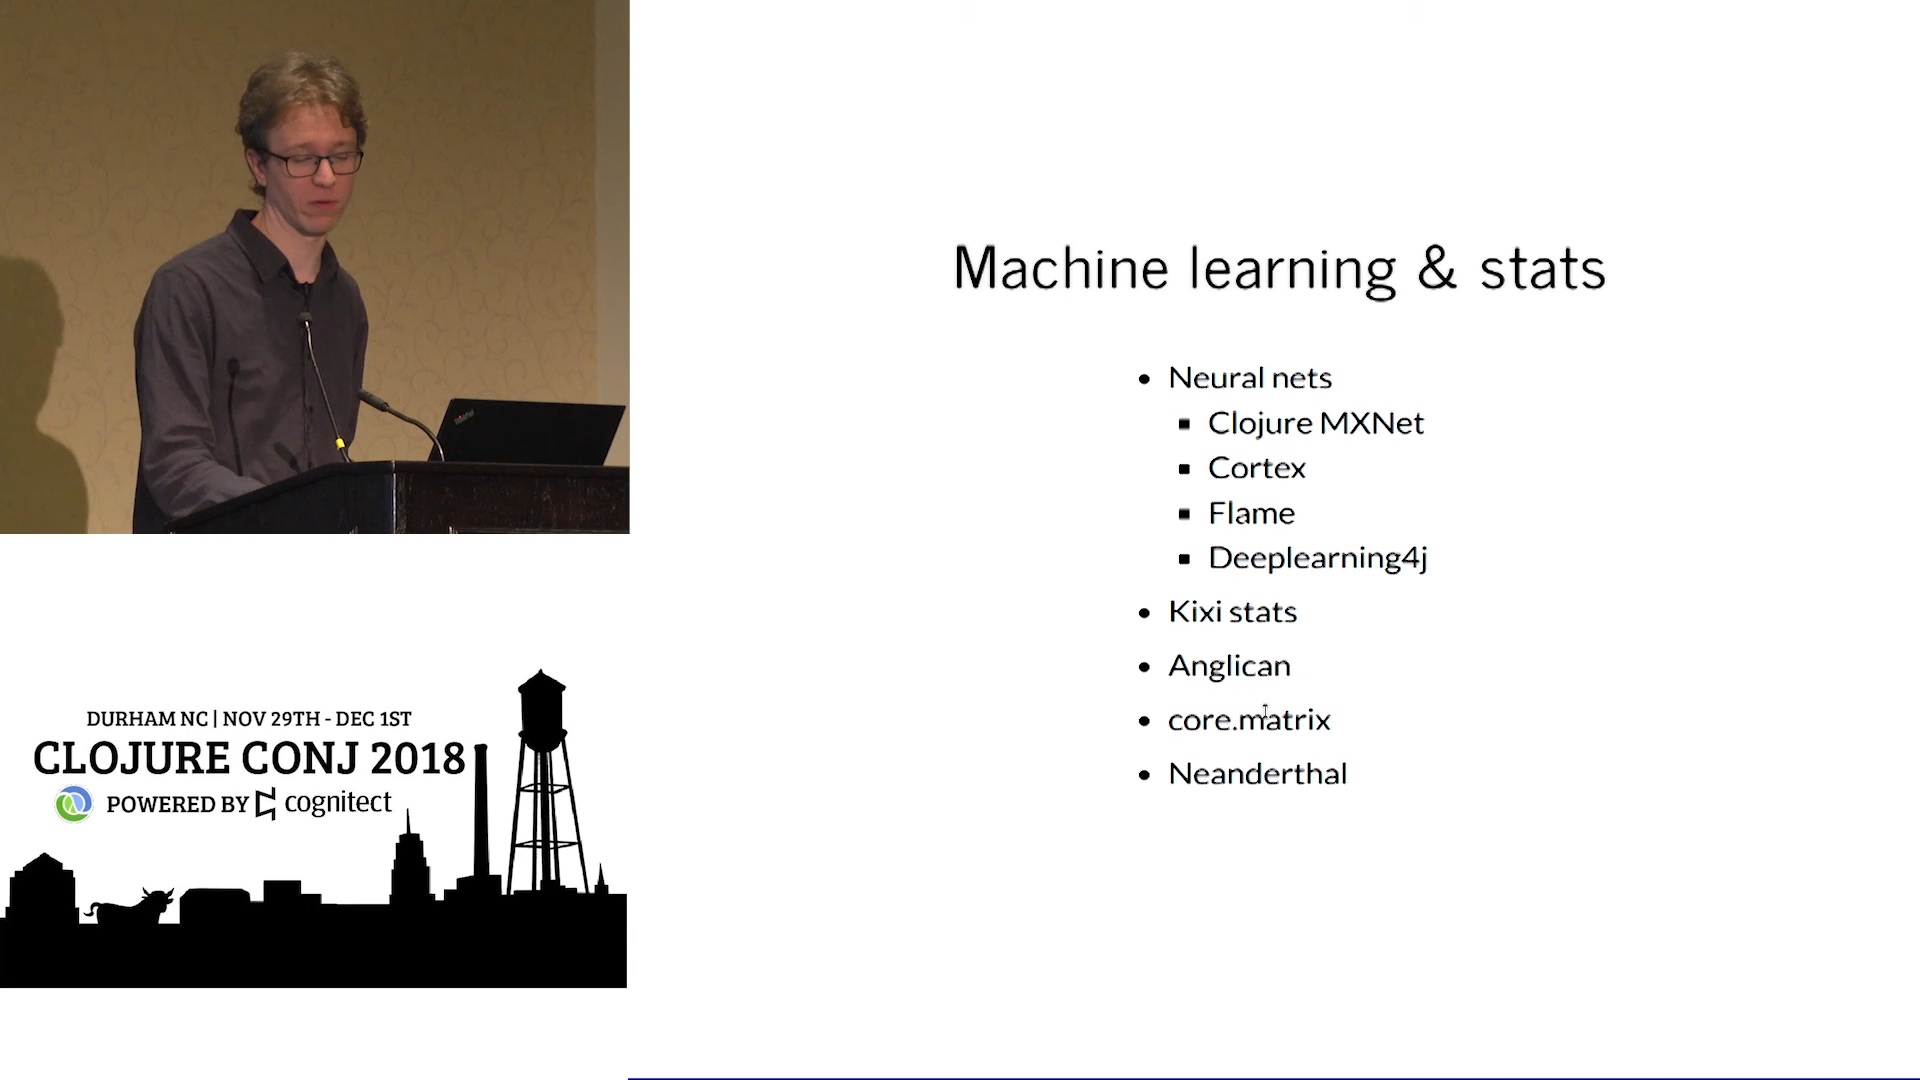 Machine learning & stats
Neural nets
Clojure MXNet
Cortex
Flame
Deeplearning4j
Kixi stats
Anglican
core.matrix
Neanderthal
ThinkPad
DURHAM NC | NOV 29TH - DEC 1ST
CLOJURE CONJ 2018
POWERED BY cognitect